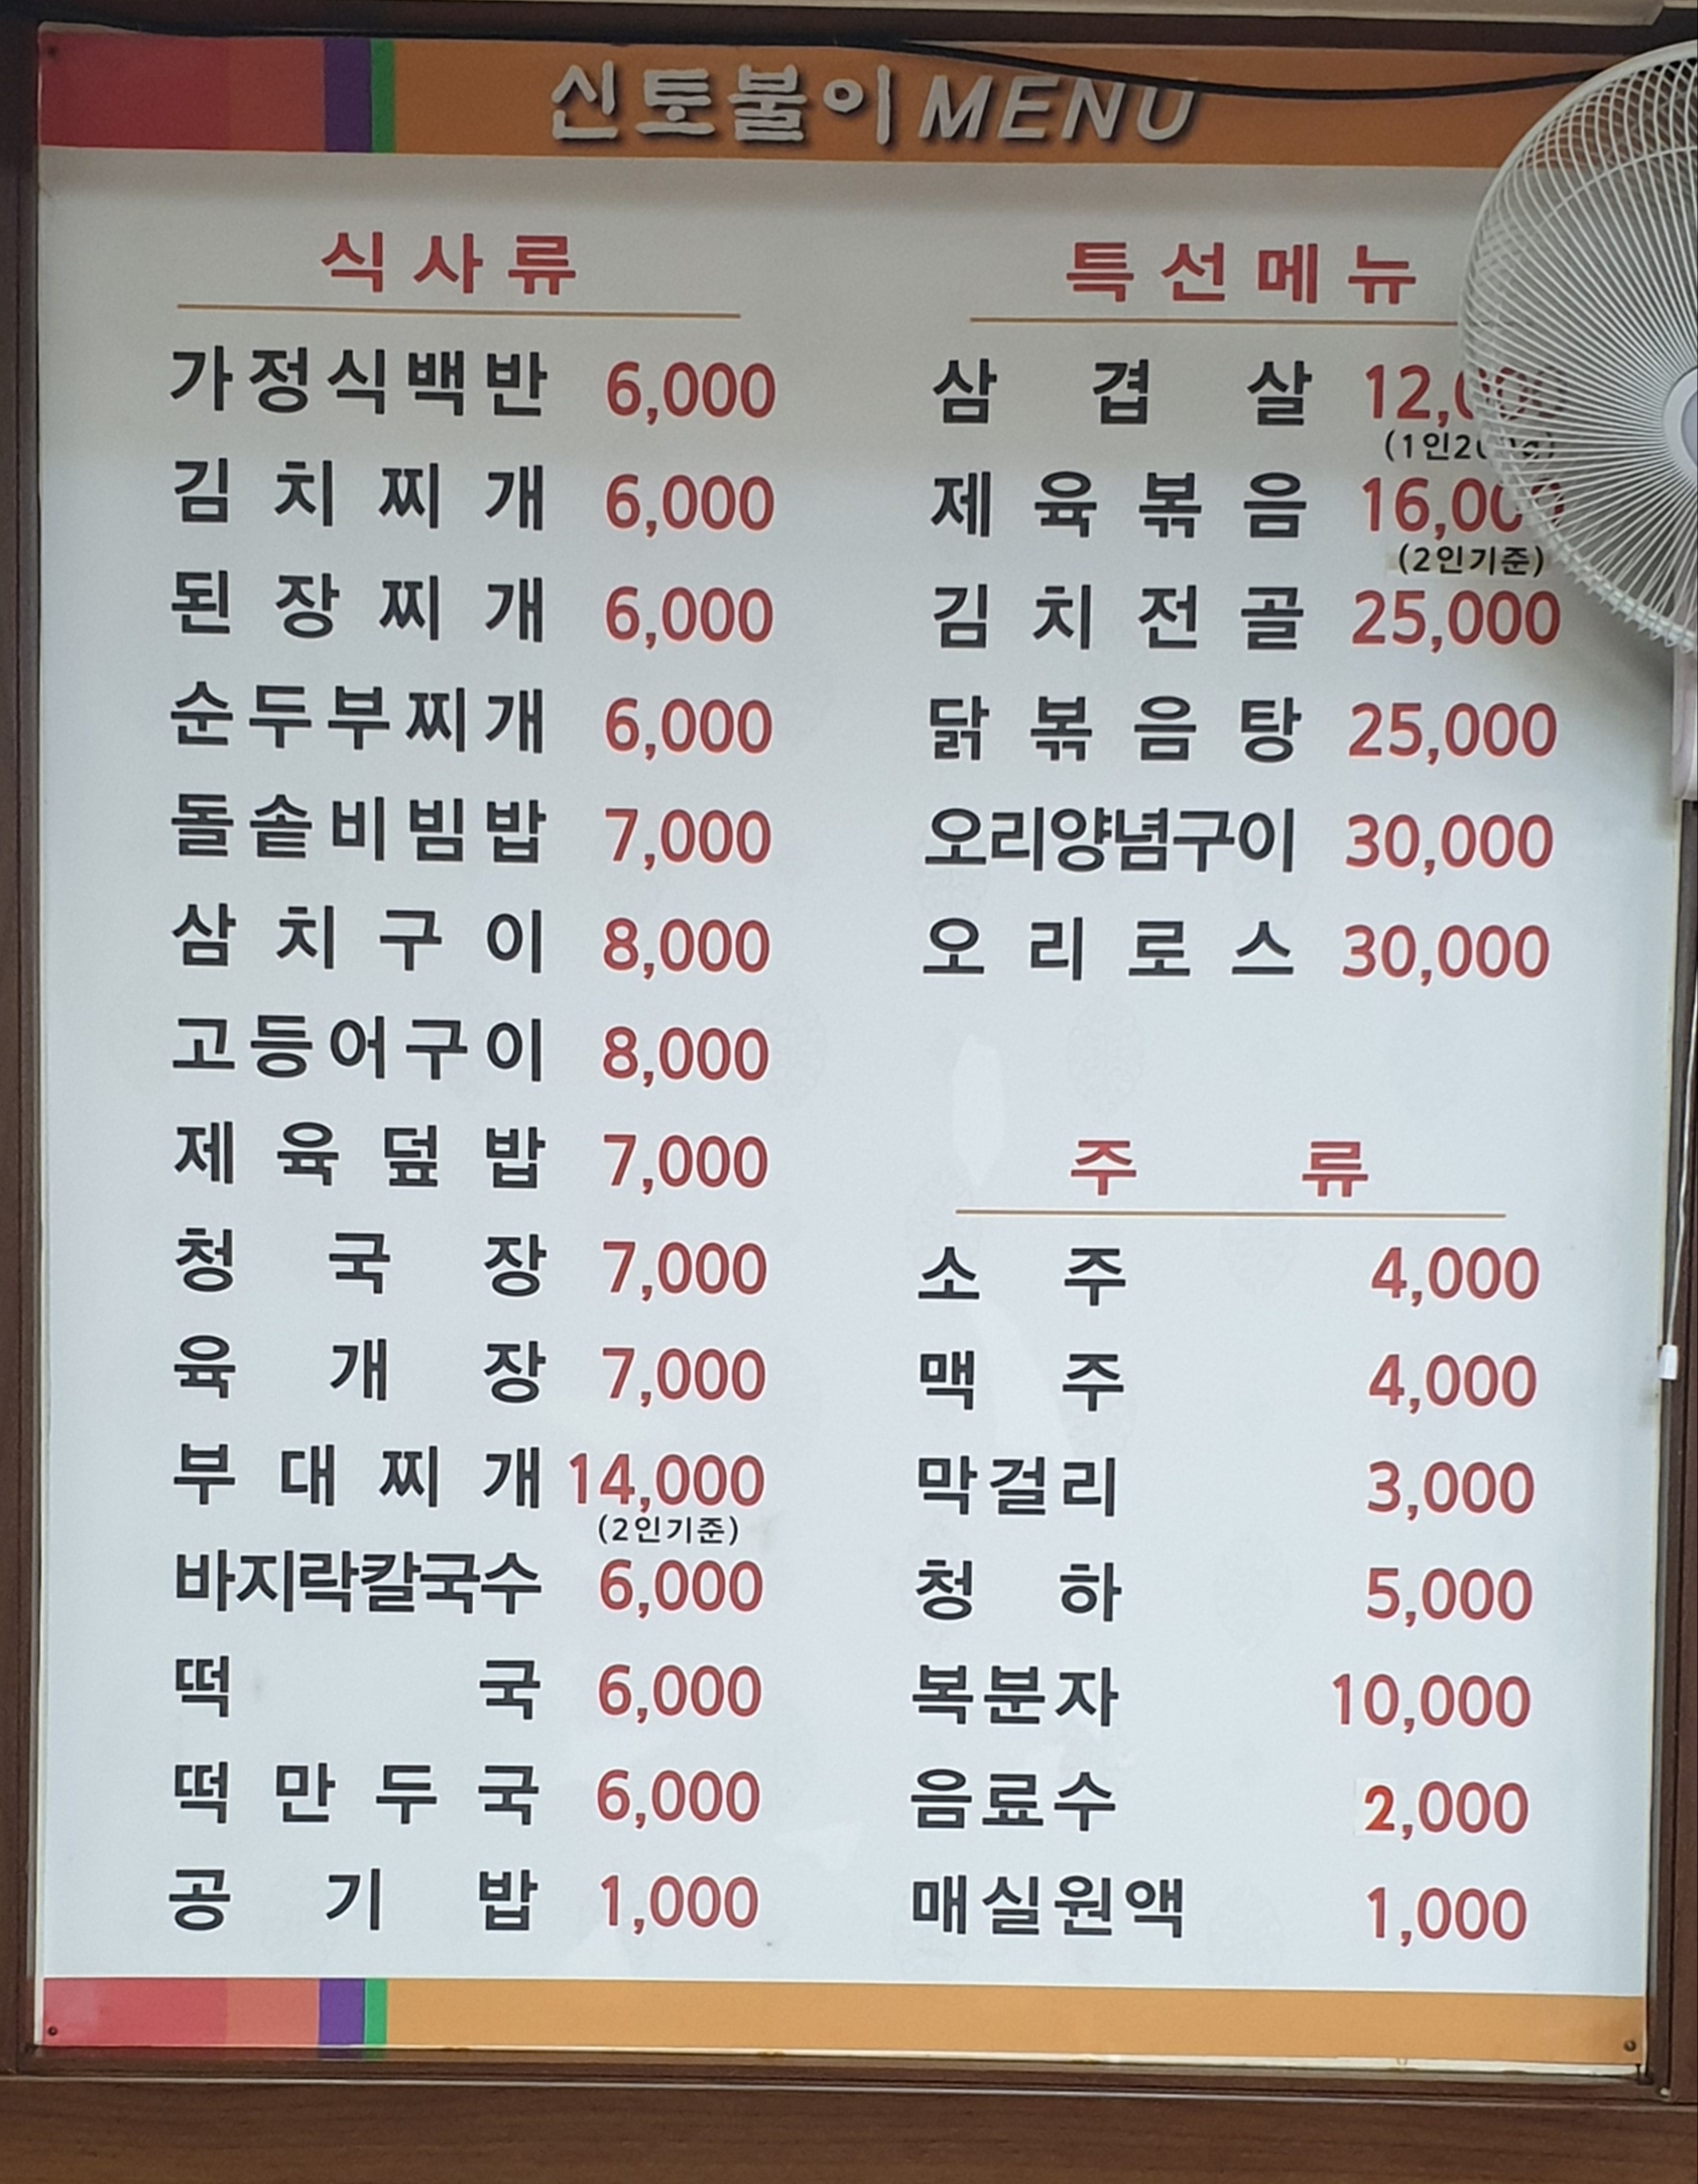 신토불이 MENU
식사류
가정식백반 6,000
김치찌개 6,000
된장찌개 6,000
순두부찌개 6,000
돌솥비빔밥 7,000
삼치구이 8,000
고등어구이 8,000
제육덮밥 7,000
청국장 7,000
육개장 7,000
부대찌개 14,000
(2인기준)
바지락칼국수 6,000
떡국 6,000
떡만두국 6,000
공기밥 1,000
특선메뉴
삼겹살 12,000
제육볶음 16,000
(2인기준)
김치전골 25,000
닭볶음탕 25,000
오리양념구이 30,000
오리로스 30,000
주류
소주 4,000
맥주 4,000
막걸리 3,000
청하 5,000
복분자 10,000
음료수 2,000
매실원액 1,000